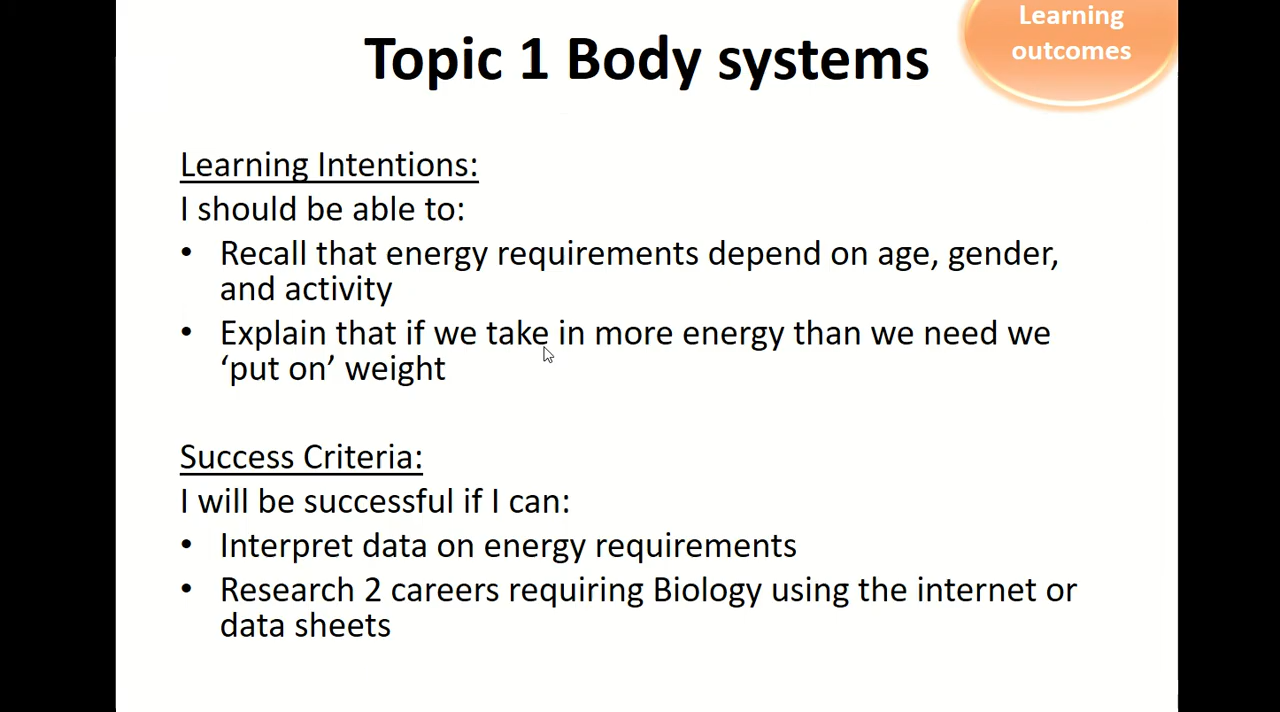 Topic 1 Body systems
Learning
outcomes
Learning Intentions:
I should be able to:
• Recall that energy requirements depend on age, gender,
and activity
• Explain that if we take in more energy than we need we
‘put on’ weight
Success Criteria:
I will be successful if I can:
• Interpret data on energy requirements
• Research 2 careers requiring Biology using the internet or
data sheets